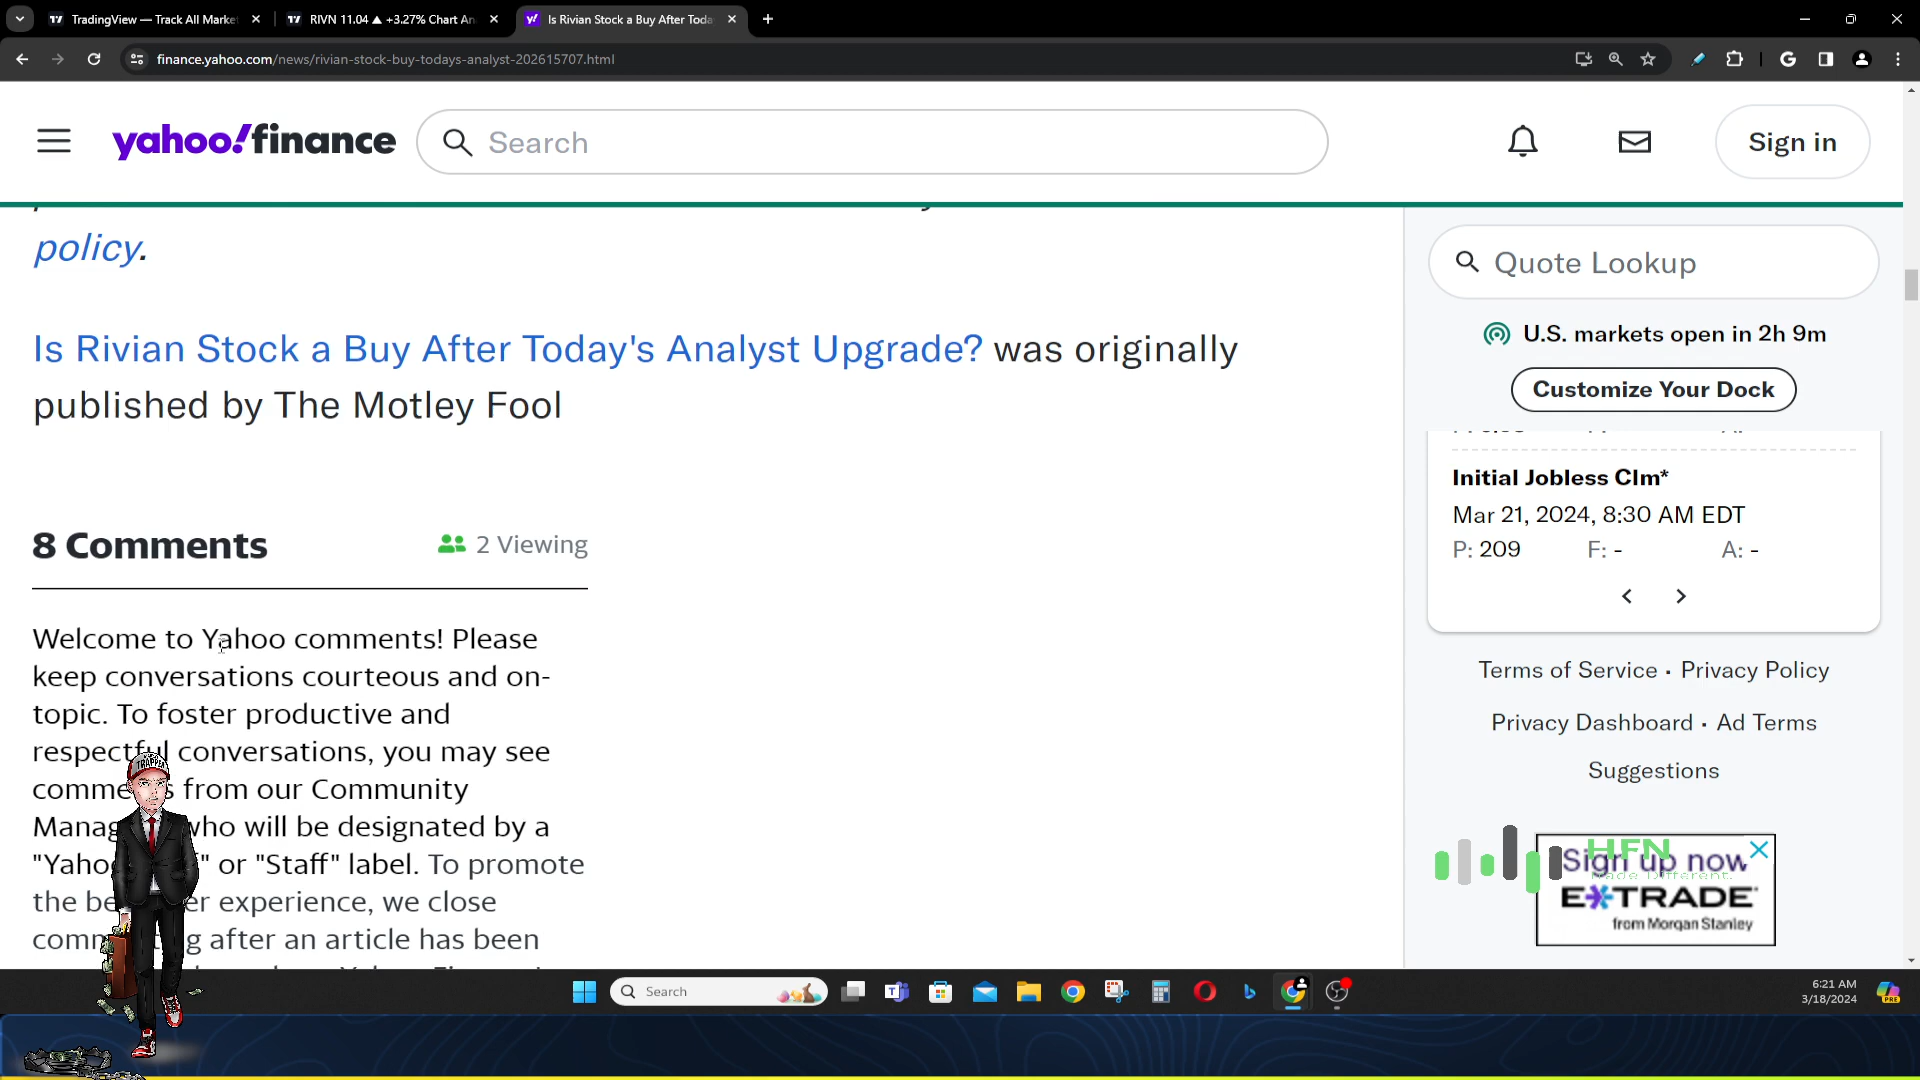 TradingView — Track All Marke
RIVN 11.04 ▲ +3.27% Chart An
Is Rivian Stock a Buy After Toda
finance.yahoo.com/news/rivian-stock-buy-todays-analyst-202615707.html
yahoo!finance
Search
Sign in
policy.
Is Rivian Stock a Buy After Today's Analyst Upgrade? was originally
published by The Motley Fool
8 Comments
2 Viewing
Welcome to Yahoo comments! Please
keep conversations courteous and on-
topic. To foster productive and
respectful conversations, you may see
comme s from our Community
Manag who will be designated by a
"Yahoo " or "Staff" label. To promote
the be er experience, we close
comm g after an article has been
Quote Lookup
U.S. markets open in 2h 9m
Customize Your Dock
Initial Jobless Clm*
Mar 21, 2024, 8:30 AM EDT
P: 209 F: - A: -
Terms of Service • Privacy Policy
Privacy Dashboard • Ad Terms
Suggestions
HFN
Trade Different.
Sign up now
E*TRADE
from Morgan Stanley
TRAPPER
Search
6:21 AM
3/18/2024
PRE